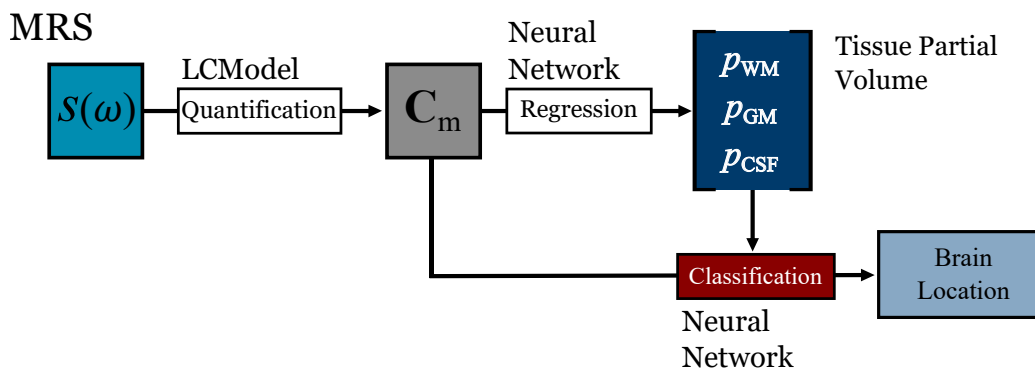 MRS
S(ω)
LCModel
Quantification
C_m
Neural
Network
Regression
p_WM
p_GM
p_CSF
Tissue Partial
Volume
Classification
Neural
Network
Brain
Location